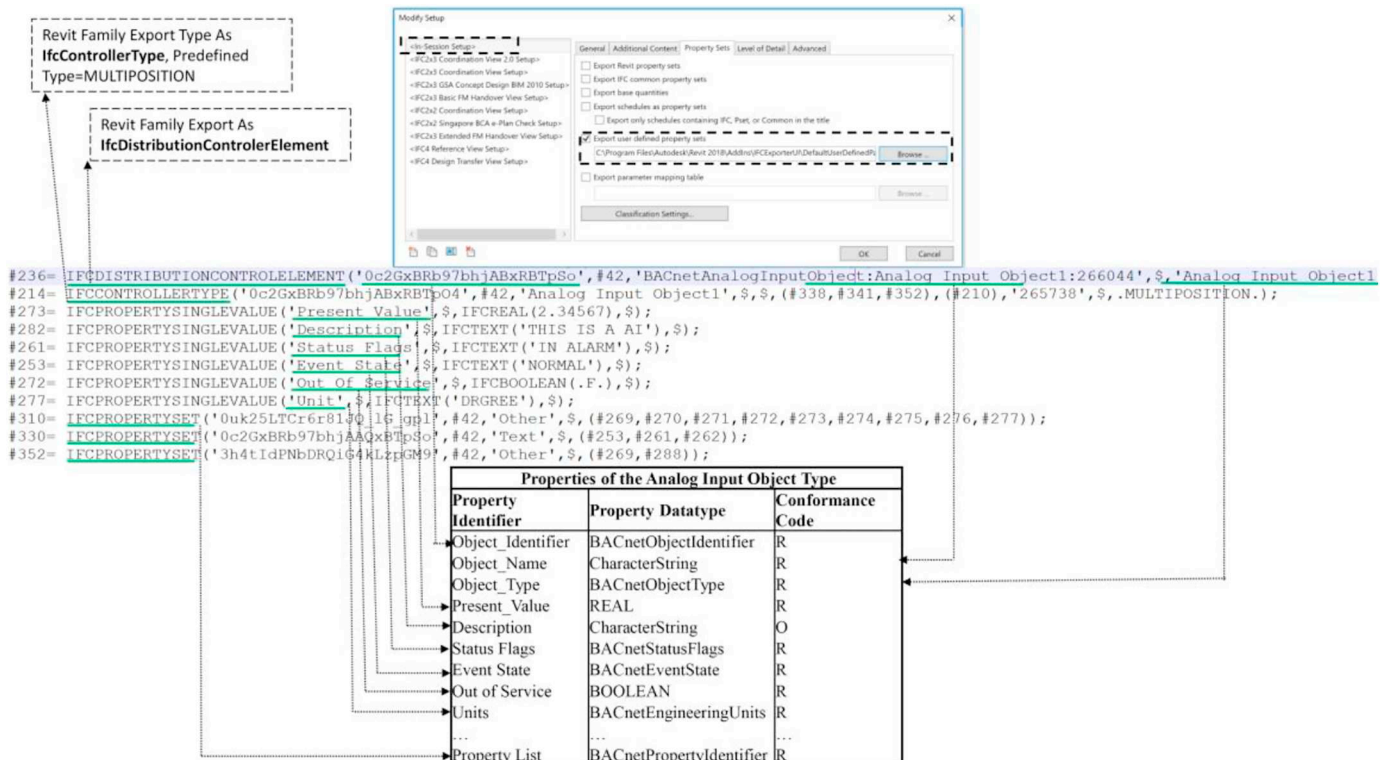 Revit Family Export Type As
IfcControllerType, Predefined
Type=MULTIPOSITION
Revit Family Export As
IfcDistributionControlerElement
Modify Setup
<In-Session Setup>
<IFC2x3 Coordination View 2.0 Setup>
<IFC2x3 Coordination View Setup>
<IFC2x3 GSA Concept Design BIM 2010 Setup>
<IFC2x3 Basic FM Handover View Setup>
<IFC2x2 Coordination View Setup>
<IFC2x2 Singapore BCA e-Plan Check Setup>
<IFC2x3 Extended FM Handover View Setup>
<IFC4 Reference View Setup>
<IFC4 Design Transfer View Setup>
General Additional Content Property Sets Level of Detail Advanced
Export Revit property sets
Export IFC common property sets
Export base quantities
Export schedules as property sets
Export only schedules containing IFC, Pset, or Common in the title
Export user defined property sets
C:\Program Files\Autodesk\Revit 2018\AddIns\IFCExporterUI\DefaultUserDefinedPa Browse ...
Export parameter mapping table
Browse ...
Classification Settings...
OK Cancel
#236= IFCDISTRIBUTIONCONTROLELEMENT('0c2GxBRb97bhjABxRBTpSo',#42,'BACnetAnalogInputObject:Analog Input Object1:266044',$,'Analog Input Object1
#214= IFCCONTROLLERTYPE('0c2GxBRb97bhjABxRBTpO4',#42,'Analog Input Object1',$,$,(#338,#341,#352),(#210),'265738',$,.MULTIPOSITION.);
#273= IFCPROPERTYSINGLEVALUE('Present Value',$,IFCREAL(2.34567),$);
#282= IFCPROPERTYSINGLEVALUE('Description',$,IFCTEXT('THIS IS A AI'),$);
#261= IFCPROPERTYSINGLEVALUE('Status Flags',$,IFCTEXT('IN ALARM'),$);
#253= IFCPROPERTYSINGLEVALUE('Event State',$,IFCTEXT('NORMAL'),$);
#272= IFCPROPERTYSINGLEVALUE('Out Of Service',$,IFCBOOLEAN(.F.),$);
#277= IFCPROPERTYSINGLEVALUE('Unit',$,IFCTEXT('DRGREE'),$);
#310= IFCPROPERTYSET('0uk25LTCr6r81JQ_lG_gpl',#42,'Other',$,(#269,#270,#271,#272,#273,#274,#275,#276,#277));
#330= IFCPROPERTYSET('0c2GxBRb97bhjAAQxBTpSo',#42,'Text',$,(#253,#261,#262));
#352= IFCPROPERTYSET('3h4tIdPNbDRQiG4kLzpGM9',#42,'Other',$,(#269,#288));
Properties of the Analog Input Object Type
Property Identifier Property Datatype Conformance Code
Object_Identifier BACnetObjectIdentifier R
Object_Name CharacterString R
Object_Type BACnetObjectType R
Present_Value REAL R
Description CharacterString O
Status Flags BACnetStatusFlags R
Event State BACnetEventState R
Out of Service BOOLEAN R
Units BACnetEngineeringUnits R
... ... ...
Property List BACnetPropertyIdentifier R